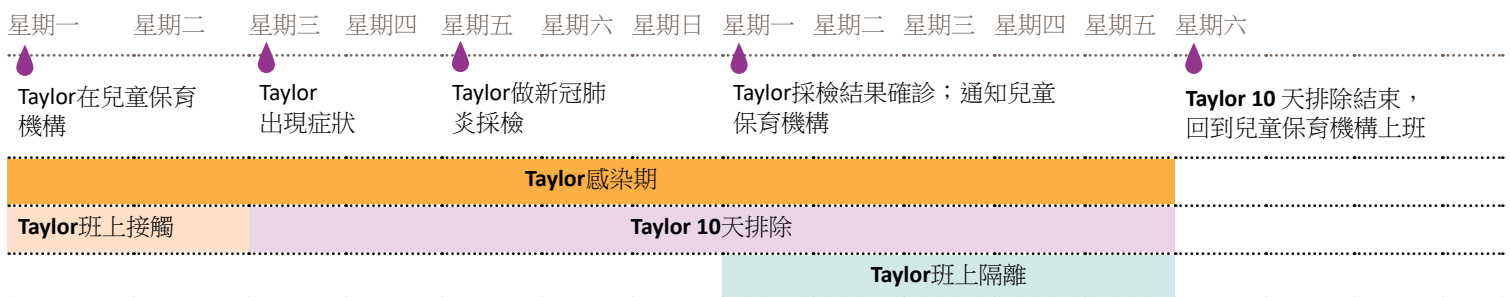 星期一 星期二 星期三 星期四 星期五 星期六 星期日 星期一 星期二 星期三 星期四 星期五 星期六
Taylor在兒童保育
機構
Taylor
出現症狀
Taylor做新冠肺
炎採檢
Taylor採檢結果確診；通知兒童
保育機構
Taylor 10 天排除結束，
回到兒童保育機構上班
Taylor感染期
Taylor班上接觸 Taylor 10天排除
Taylor班上隔離